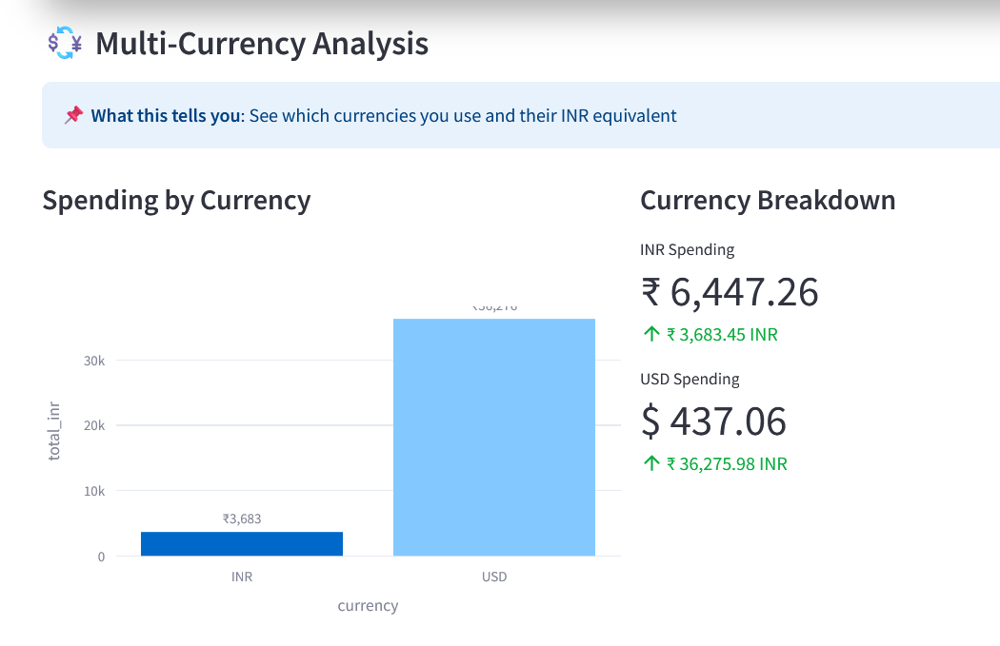 Multi-Currency Analysis
What this tells you: See which currencies you use and their INR equivalent
Spending by Currency
Currency Breakdown
INR Spending
₹ 6,447.26
↑ ₹ 3,683.45 INR
USD Spending
$ 437.06
↑ ₹ 36,275.98 INR
₹36,276
30k
20k
10k
0
total_inr
₹3,683
INR
USD
currency